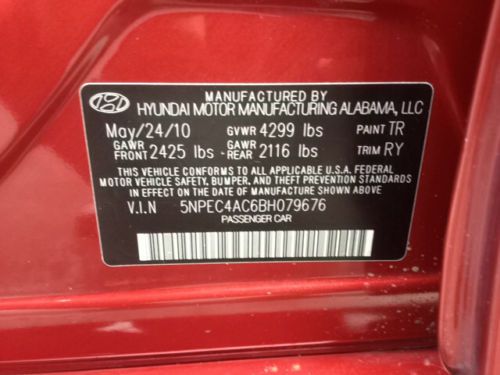 MANUFACTURED BY
HYUNDAI MOTOR MANUFACTURING ALABAMA, LLC
May/24/10 GVWR 4299 lbs PAINT TR
GAWR FRONT 2425 lbs GAWR -REAR 2116 lbs TRIM RY
THIS VEHICLE CONFORMS TO ALL APPLICABLE U.S.A. FEDERAL
MOTOR VEHICLE SAFETY, BUMPER, AND THEFT PREVENTION STANDARDS
IN EFFECT ON THE DATE OF MANUFACTURE SHOWN ABOVE
V.I.N 5NPEC4AC6BH079676
PASSENGER CAR